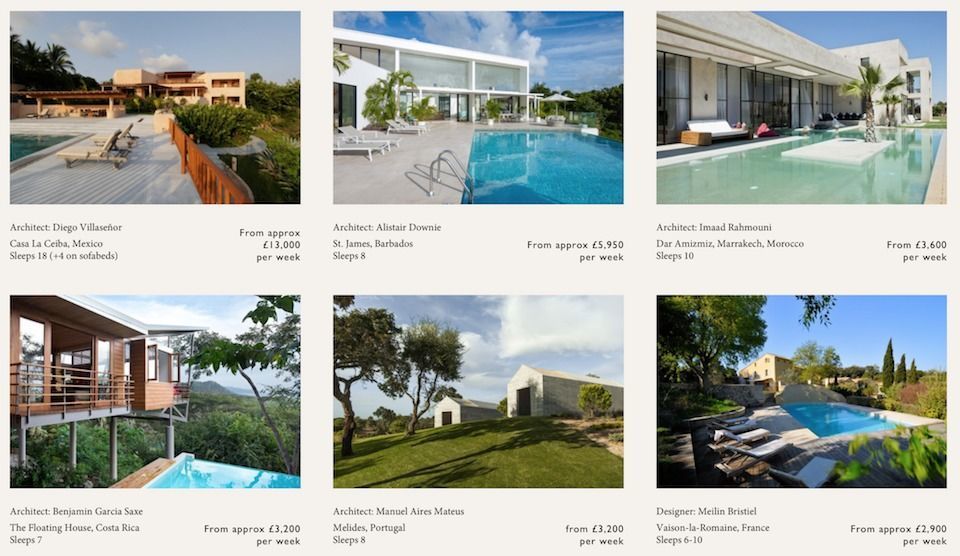 Architect: Diego Villaseñor
Casa La Ceiba, Mexico
Sleeps 18 (+4 on sofabeds)
From approx
£13,000
per week
Architect: Alistair Downie
St. James, Barbados
Sleeps 8
From approx £5,950
per week
Architect: Imaad Rahmouni
Dar Amizmiz, Marrakech, Morocco
Sleeps 10
From £3,600
per week
Architect: Benjamin Garcia Saxe
The Floating House, Costa Rica
Sleeps 7
From approx £3,200
per week
Architect: Manuel Aires Mateus
Melides, Portugal
Sleeps 8
from £3,200
per week
Designer: Meilin Bristiel
Vaison-la-Romaine, France
Sleeps 6-10
From approx £2,900
per week